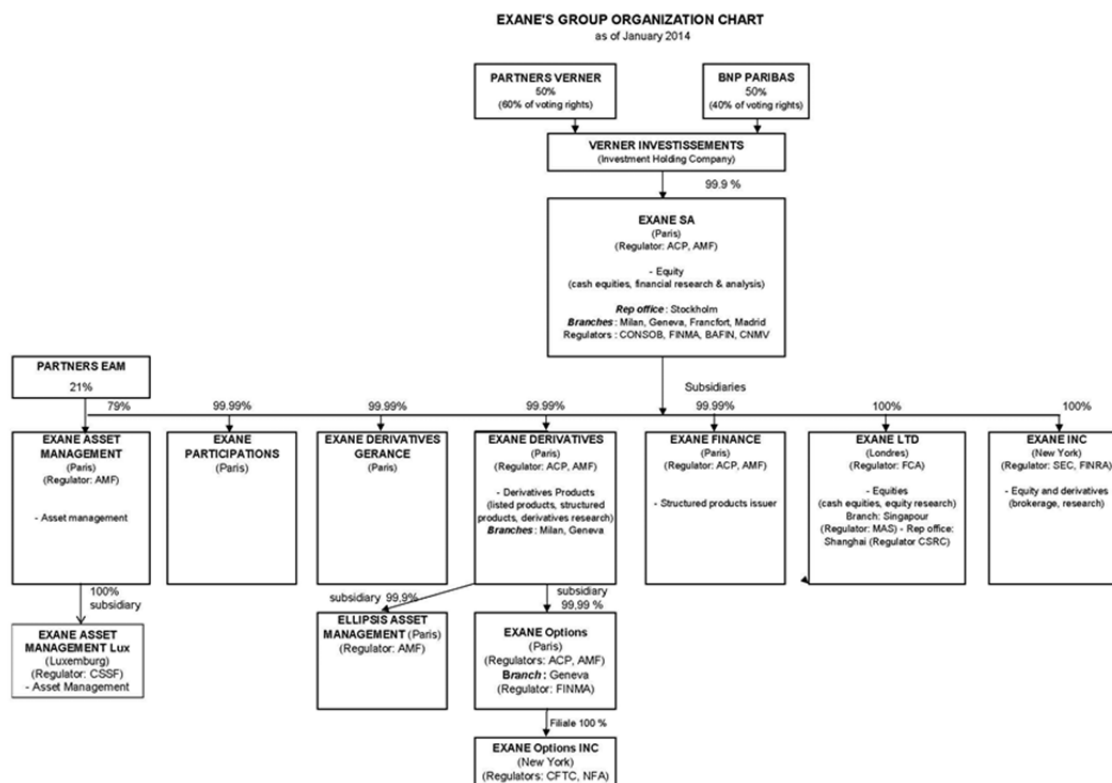 EXANE'S GROUP ORGANIZATION CHART
as of January 2014
PARTNERS VERNER
50%
(60% of voting rights)
BNP PARIBAS
50%
(40% of voting rights)
VERNER INVESTISSEMENTS
(Investment Holding Company)
99.9 %
EXANE SA
(Paris)
(Regulator: ACP, AMF)
- Equity
(cash equities, financial research & analysis)
Rep office : Stockholm
Branches : Milan, Geneva, Francfort, Madrid
Regulators : CONSOB, FINMA, BAFIN, CNMV
PARTNERS EAM
21%
Subsidiaries
79%
99.99%
99.99%
99.99%
99.99%
100%
100%
EXANE ASSET
MANAGEMENT
(Paris)
(Regulator: AMF)
- Asset management
EXANE
PARTICIPATIONS
(Paris)
EXANE DERIVATIVES
GERANCE
(Paris)
EXANE DERIVATIVES
(Paris)
(Regulator: ACP, AMF)
- Derivatives Products
(listed products, structured
products, derivatives research)
Branches : Milan, Geneva
EXANE FINANCE
(Paris)
(Regulator: ACP, AMF)
- Structured products issuer
EXANE LTD
(Londres)
(Regulator: FCA)
- Equities
(cash equities, equity research)
Branch: Singapour
(Regulator: MAS) - Rep office:
Shanghai (Regulator CSRC)
EXANE INC
(New York)
(Regulator: SEC, FINRA)
- Equity and derivatives
(brokerage, research)
100%
subsidiary
subsidiary 99,9%
subsidiary
99,99 %
EXANE ASSET
MANAGEMENT Lux
(Luxemburg)
(Regulator: CSSF)
- Asset Management
ELLIPSIS ASSET
MANAGEMENT (Paris)
(Regulator: AMF)
EXANE Options
(Paris)
(Regulators: ACP, AMF)
Branch : Geneva
(Regulator: FINMA)
Filiale 100 %
EXANE Options INC
(New York)
(Regulators: CFTC, NFA)